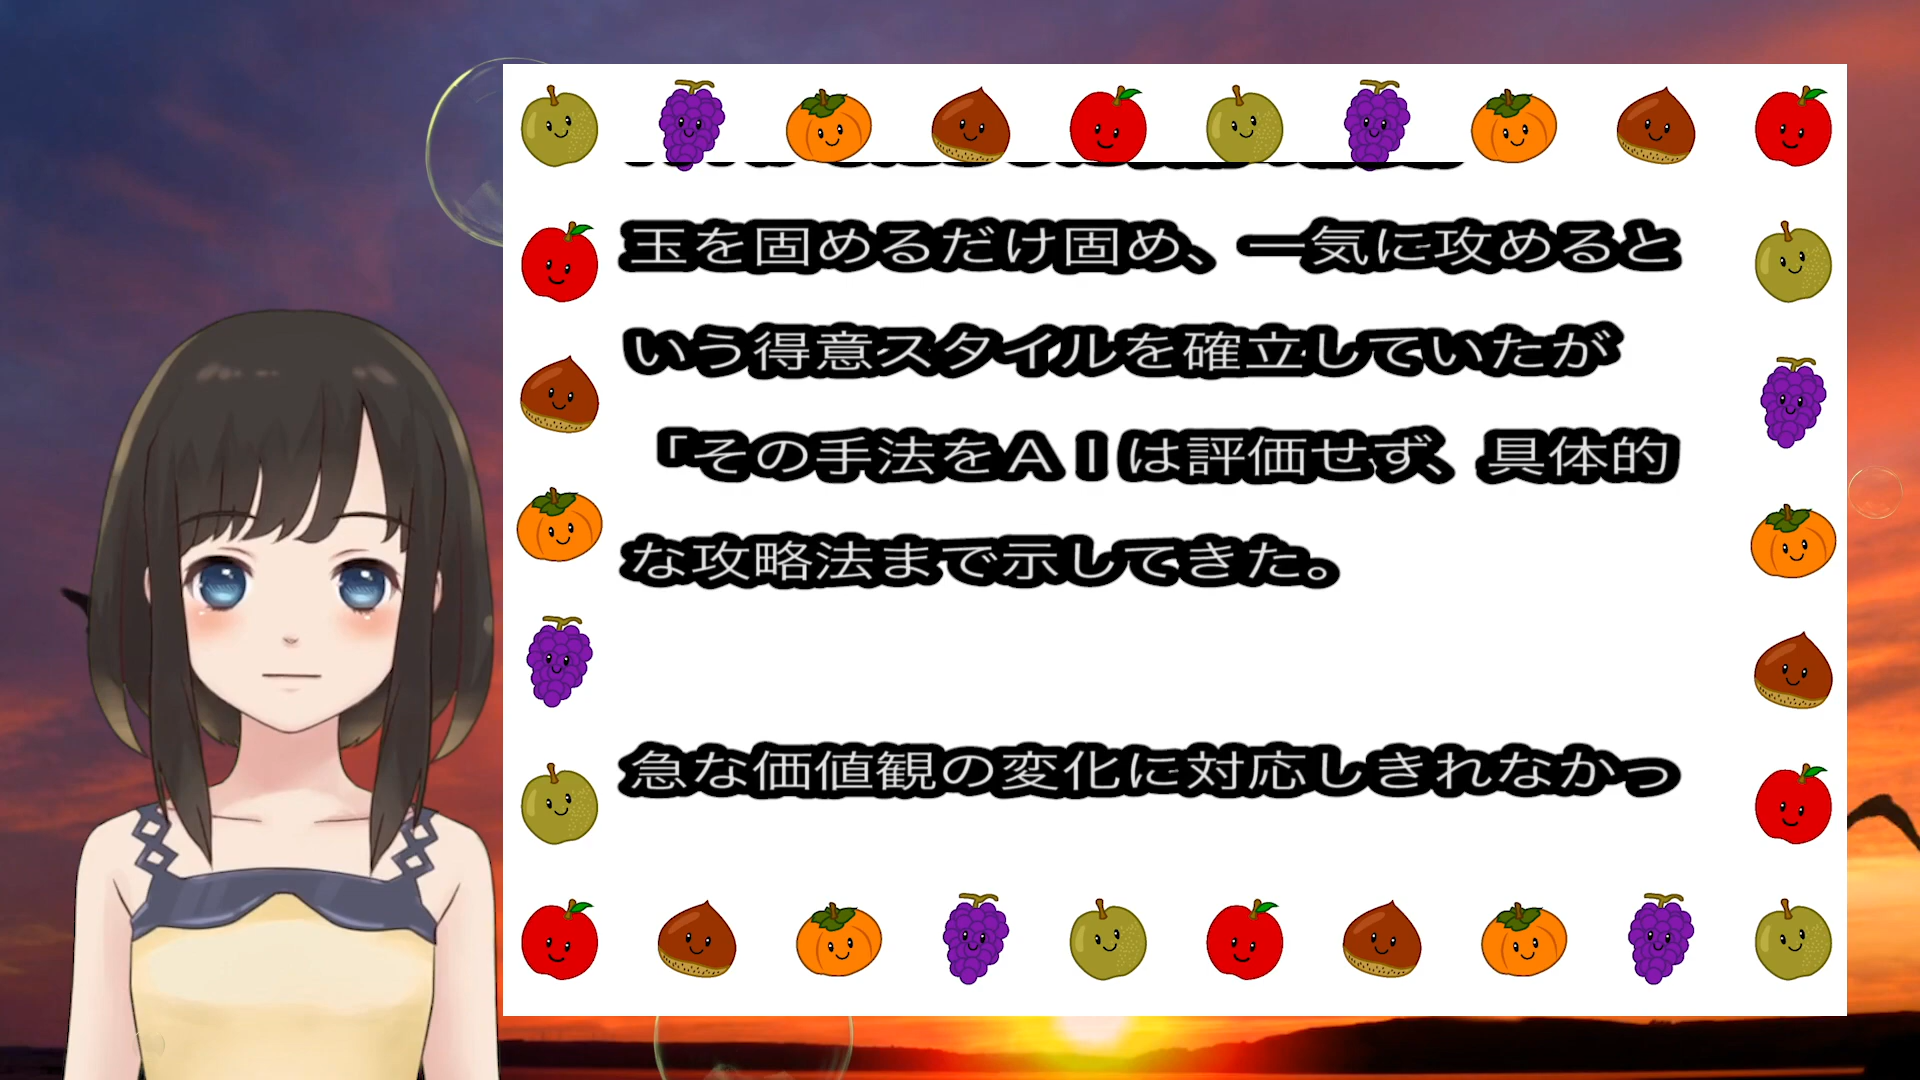 玉を固めるだけ固め、一気に攻めると
いう得意スタイルを確立していたが
「その手法をＡＩは評価せず、具体的
な攻略法まで示してきた。
急な価値観の変化に対応しきれなかっ